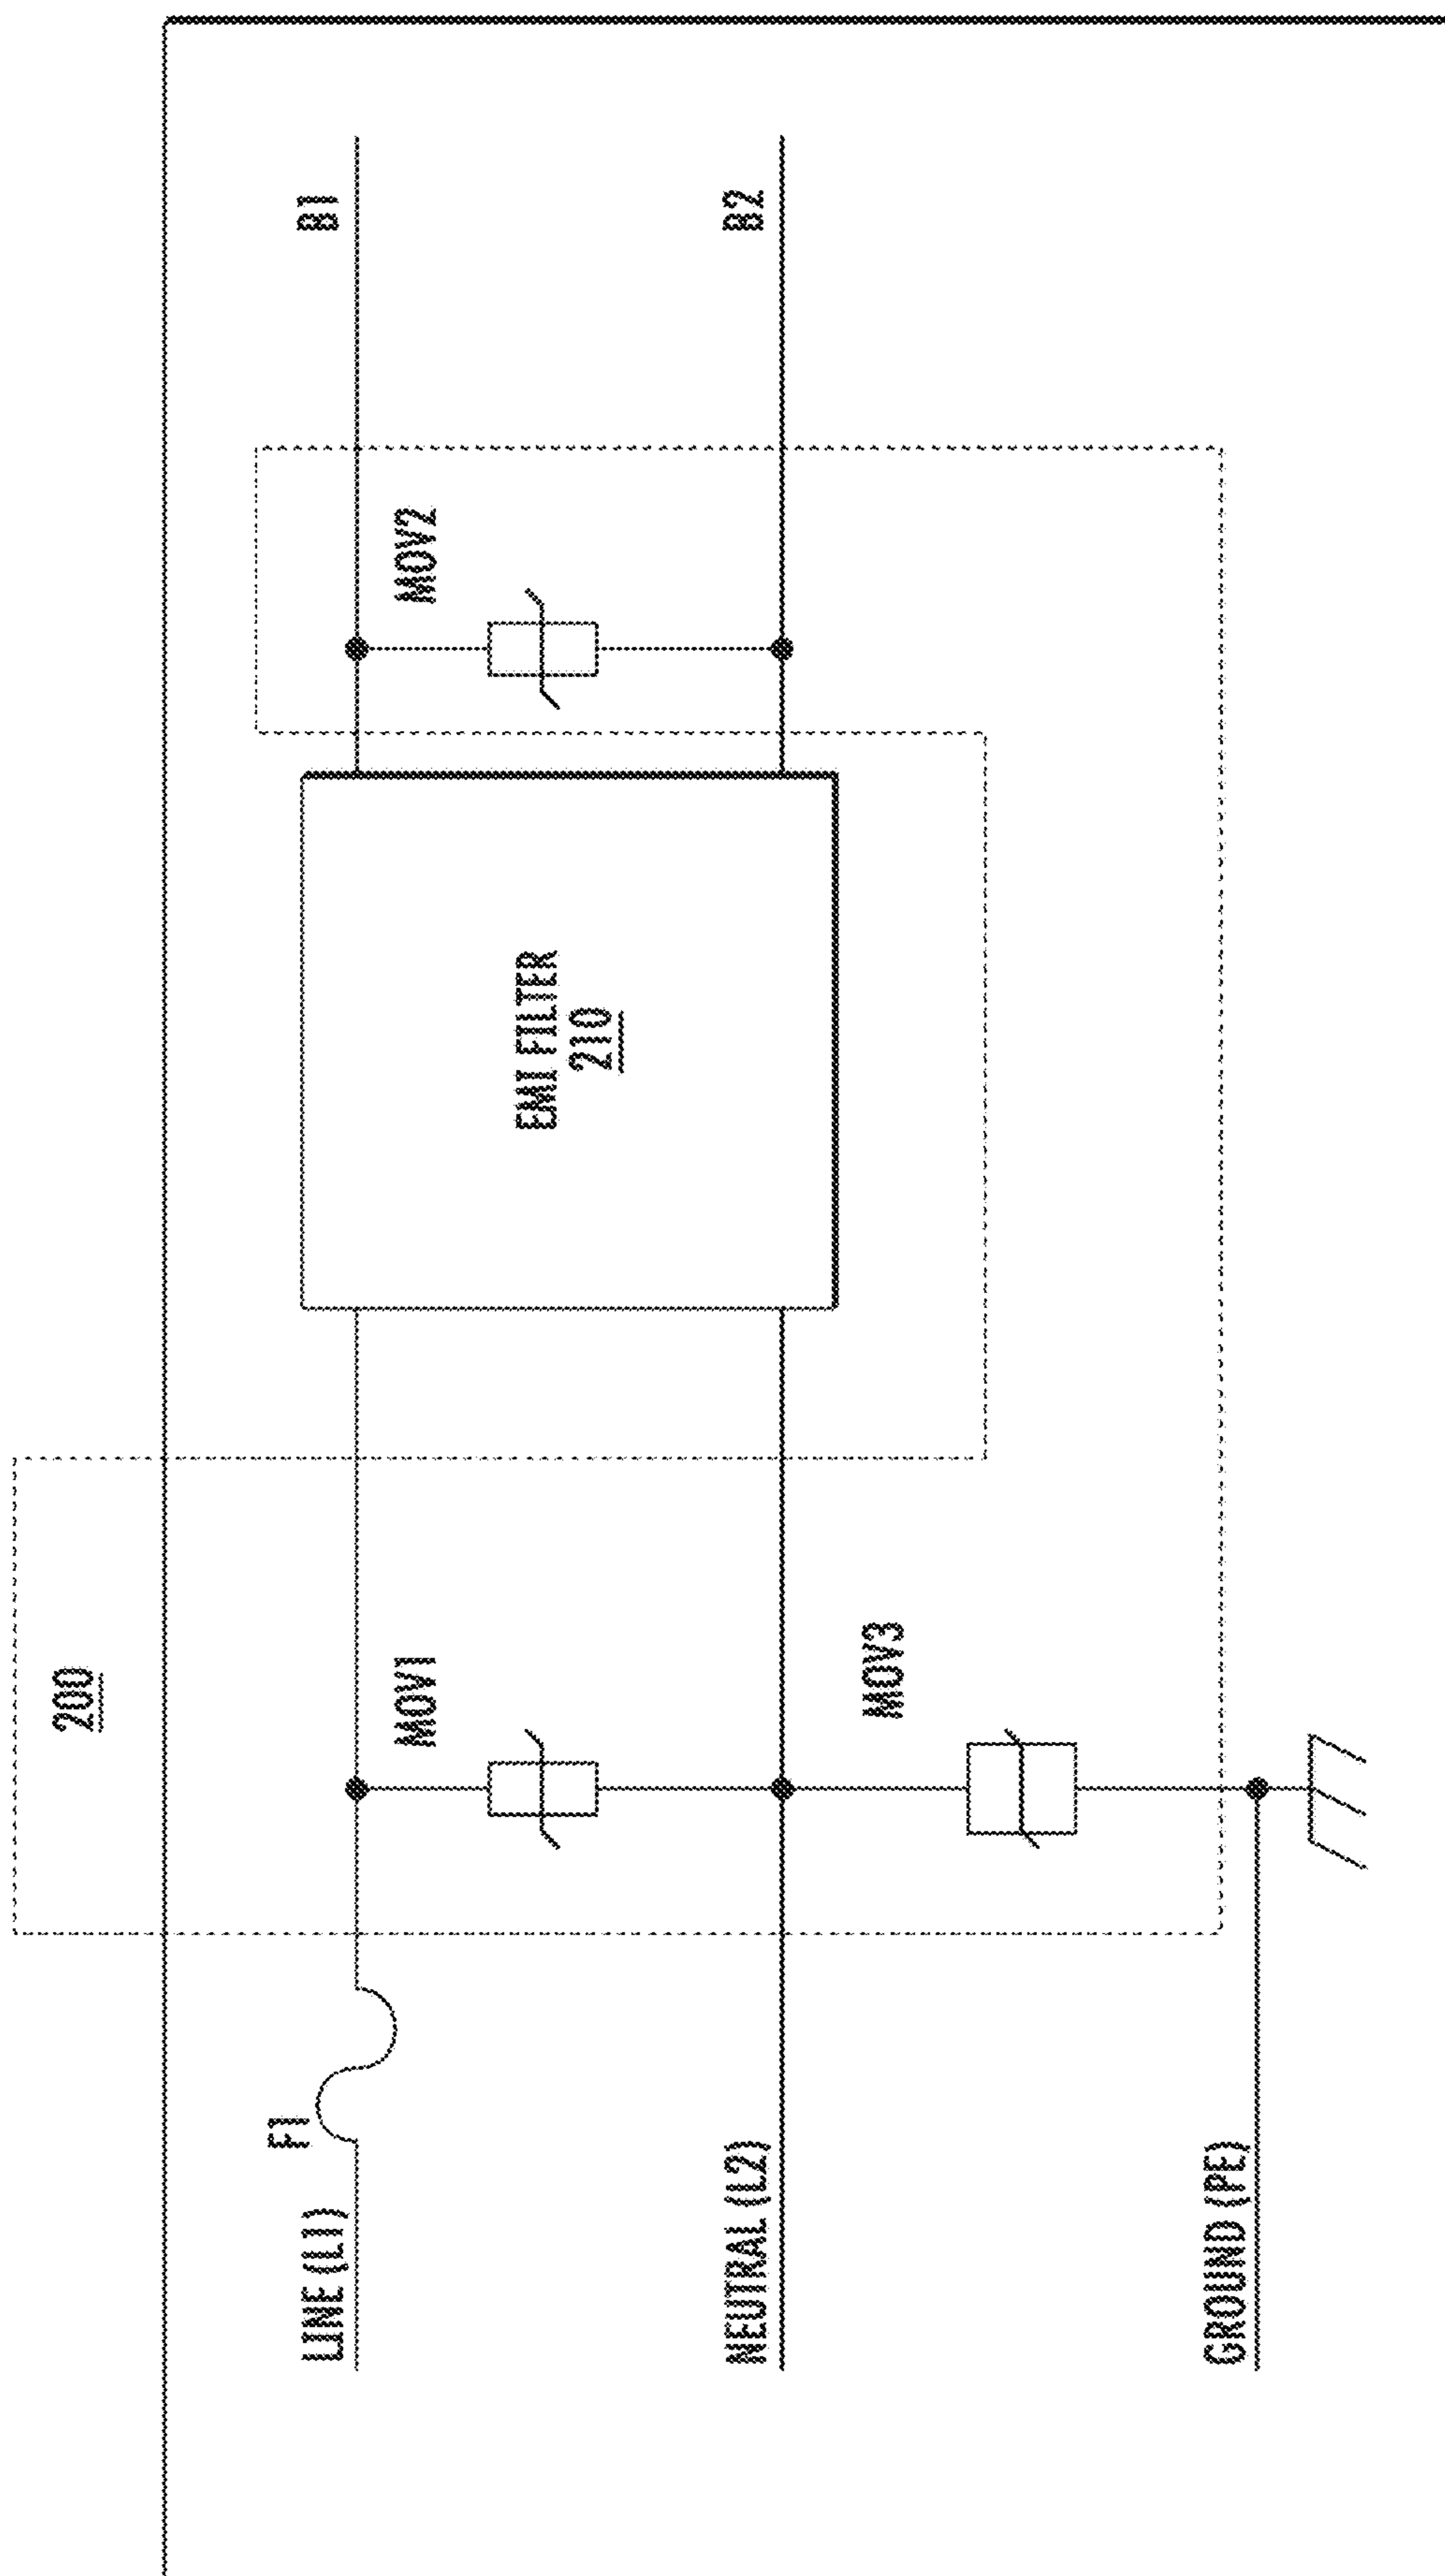 200
F1
LINE (L1)
MOV1
MOV2
B1
EMI FILTER
210
NEUTRAL (L2)
B2
MOV3
GROUND (PE)